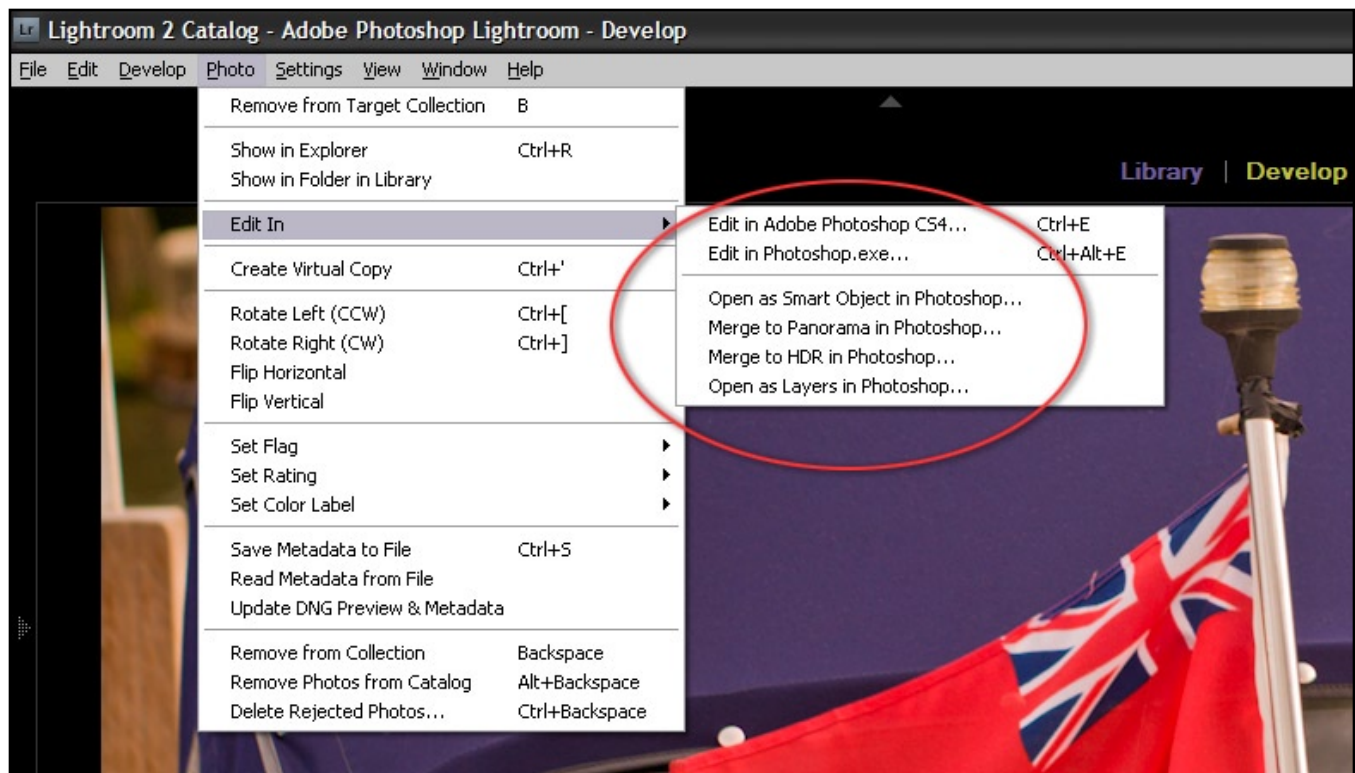 Lr Lightroom 2 Catalog - Adobe Photoshop Lightroom - Develop
File Edit Develop Photo Settings View Window Help
Remove from Target Collection B
Show in Explorer Ctrl+R
Show in Folder in Library
Library | Develop
Edit In
Edit in Adobe Photoshop CS4... Ctrl+E
Edit in Photoshop.exe... Ctrl+Alt+E
Open as Smart Object in Photoshop...
Merge to Panorama in Photoshop...
Merge to HDR in Photoshop...
Open as Layers in Photoshop...
Create Virtual Copy Ctrl+'
Rotate Left (CCW) Ctrl+[
Rotate Right (CW) Ctrl+]
Flip Horizontal
Flip Vertical
Set Flag
Set Rating
Set Color Label
Save Metadata to File Ctrl+S
Read Metadata from File
Update DNG Preview & Metadata
Remove from Collection Backspace
Remove Photos from Catalog Alt+Backspace
Delete Rejected Photos... Ctrl+Backspace